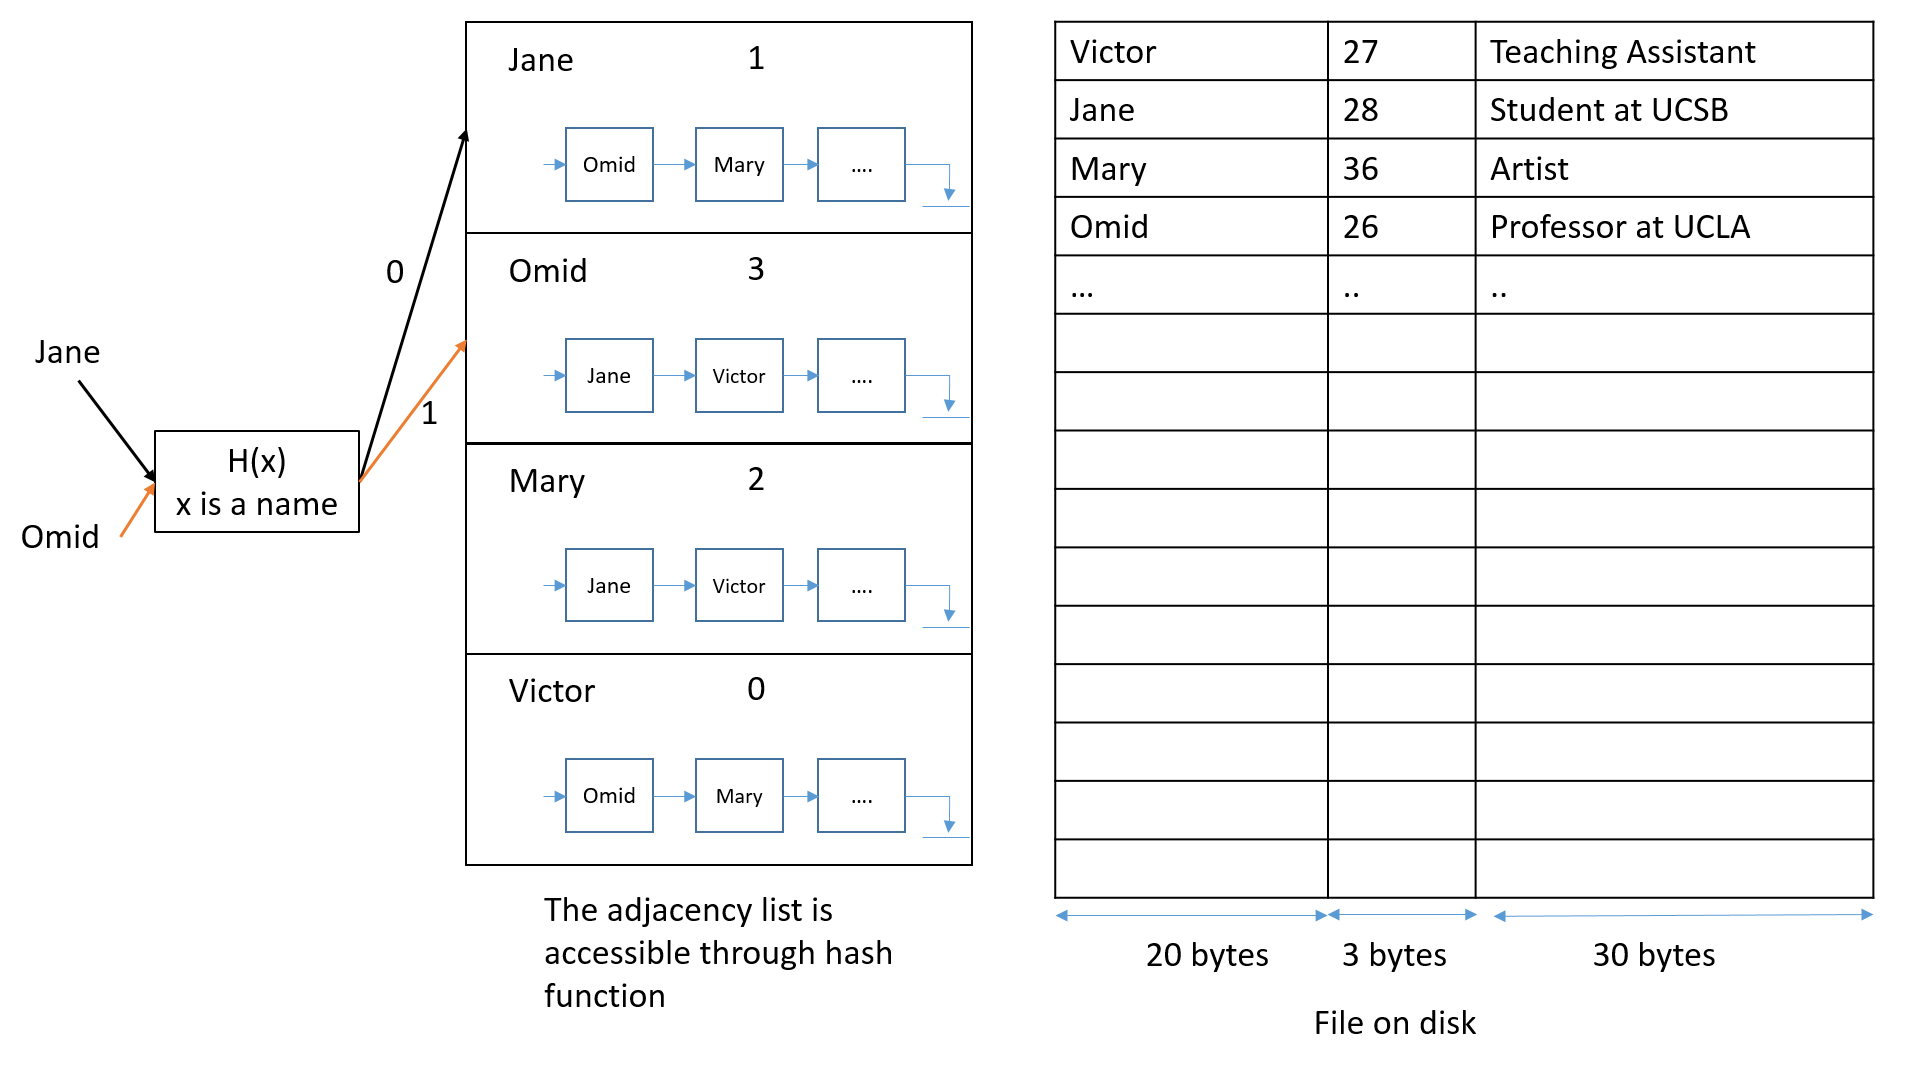 Jane
Omid
H(x)
x is a name
0
1
Jane 1
Omid Mary ....
Omid 3
Jane Victor ....
Mary 2
Jane Victor ....
Victor 0
Omid Mary ....
The adjacency list is
accessible through hash
function
Victor 27 Teaching Assistant
Jane 28 Student at UCSB
Mary 36 Artist
Omid 26 Professor at UCLA
... .. ..
20 bytes 3 bytes 30 bytes
File on disk